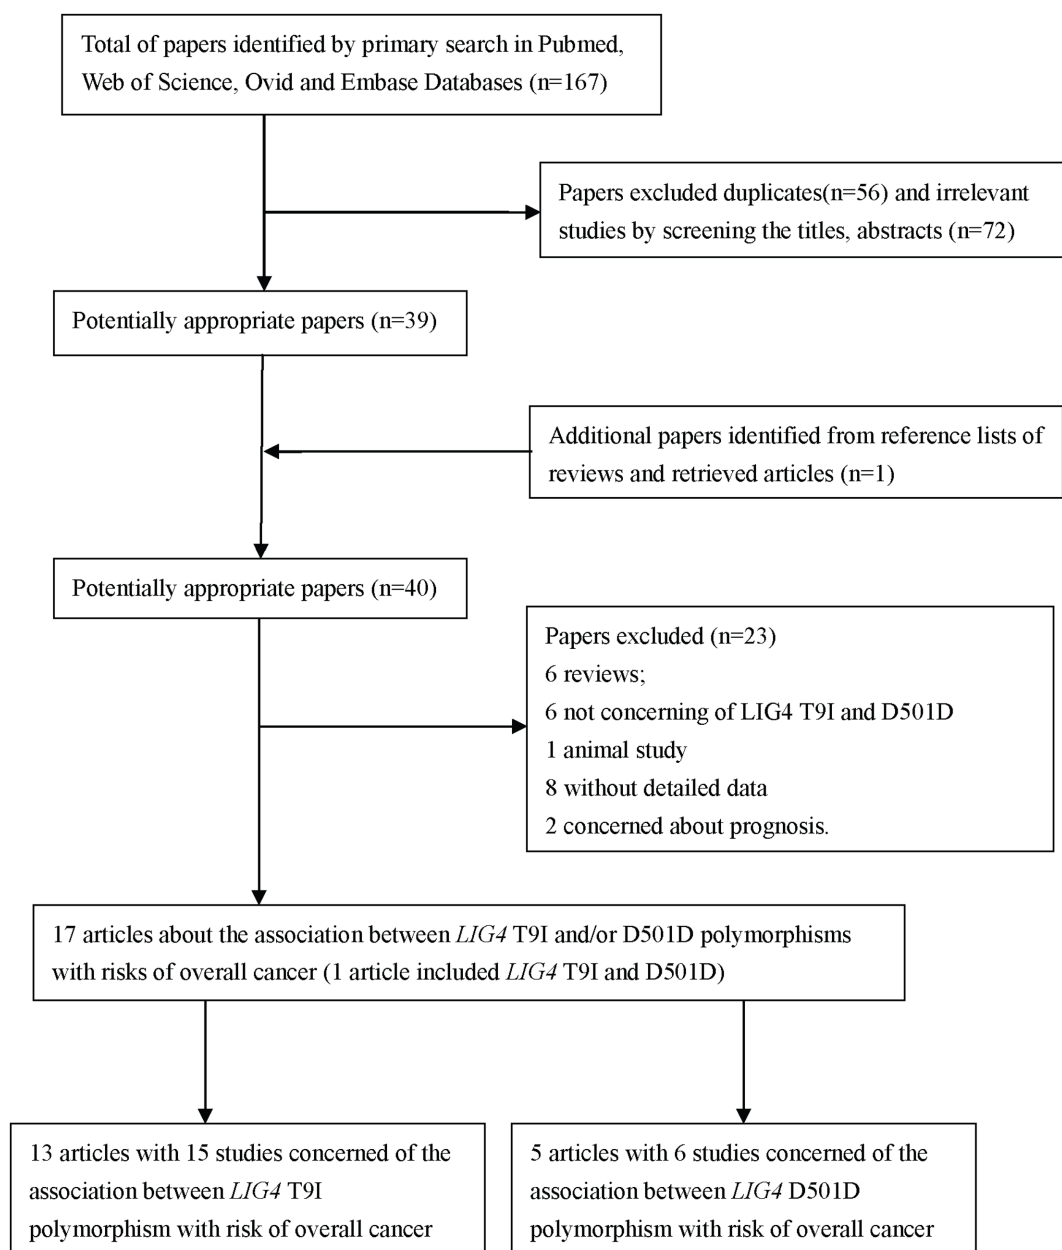 Total of papers identified by primary search in Pubmed,
Web of Science, Ovid and Embase Databases (n=167)
Papers excluded duplicates(n=56) and irrelevant
studies by screening the titles, abstracts (n=72)
Potentially appropriate papers (n=39)
Additional papers identified from reference lists of
reviews and retrieved articles (n=1)
Potentially appropriate papers (n=40)
Papers excluded (n=23)
6 reviews;
6 not concerning of LIG4 T9I and D501D
1 animal study
8 without detailed data
2 concerned about prognosis.
17 articles about the association between LIG4 T9I and/or D501D polymorphisms
with risks of overall cancer (1 article included LIG4 T9I and D501D)
13 articles with 15 studies concerned of the
association between LIG4 T9I
polymorphism with risk of overall cancer
5 articles with 6 studies concerned of the
association between LIG4 D501D
polymorphism with risk of overall cancer